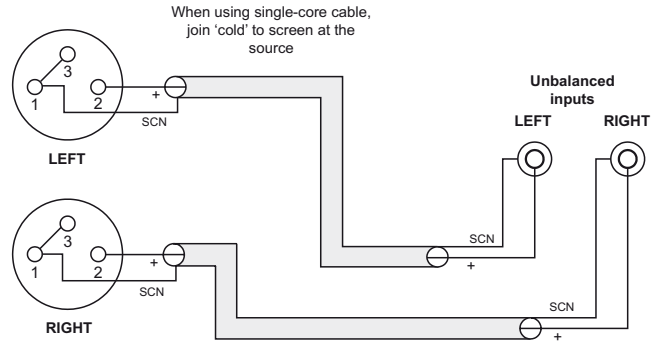 When using single-core cable,
join ‘cold’ to screen at the
source
3
1
2
+
SCN
LEFT
Unbalanced
inputs
LEFT
RIGHT
SCN
+
3
1
2
+
SCN
RIGHT
SCN
+